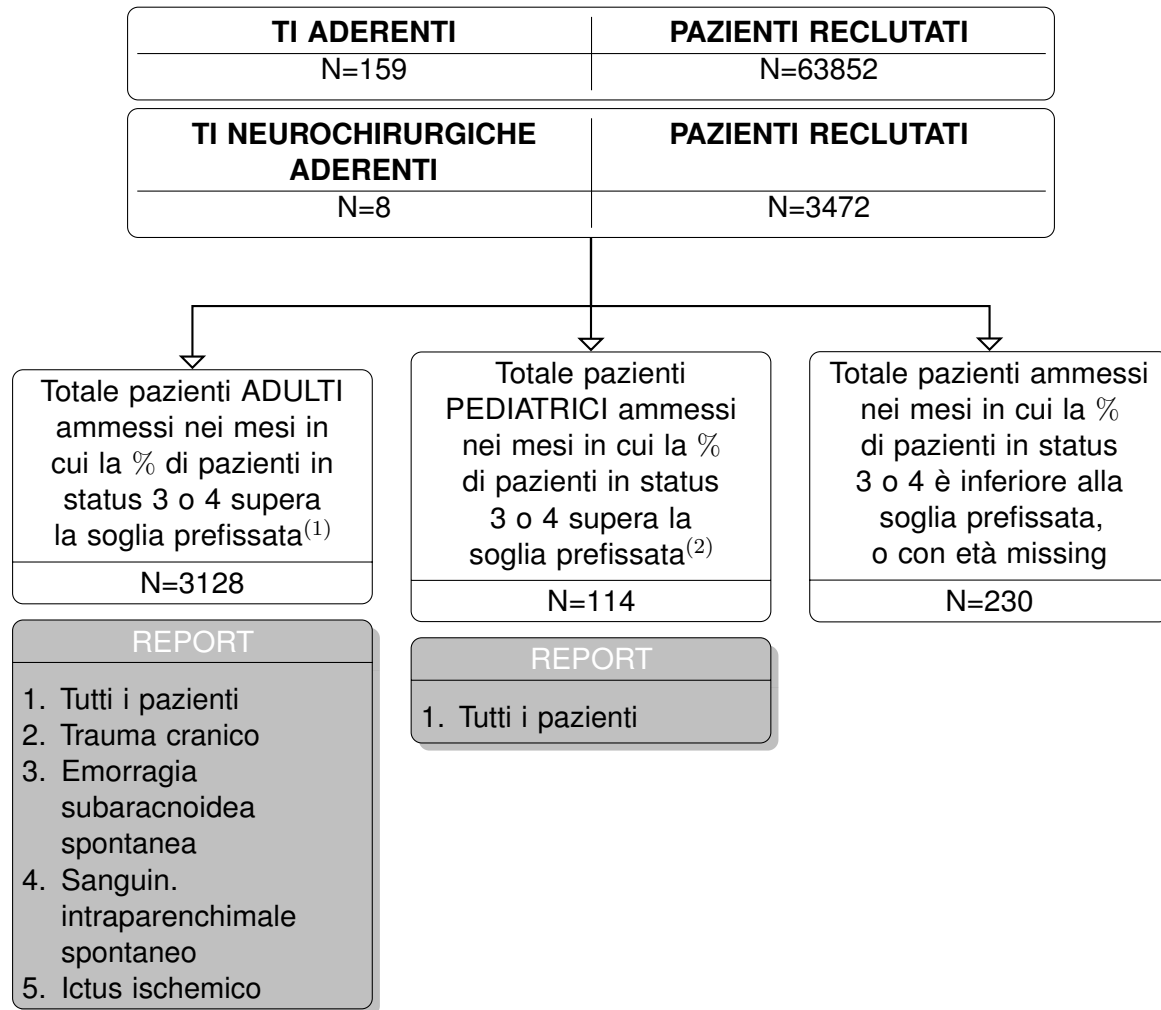 TI ADERENTI PAZIENTI RECLUTATI
N=159 N=63852
TI NEUROCHIRURGICHE PAZIENTI RECLUTATI
ADERENTI
N=8 N=3472
Totale pazienti ADULTI
ammessi nei mesi in
cui la % di pazienti in
status 3 o 4 supera
la soglia prefissata(1)
N=3128
REPORT
1. Tutti i pazienti
2. Trauma cranico
3. Emorragia
subaracnoidea
spontanea
4. Sanguin.
intraparenchimale
spontaneo
5. Ictus ischemico
Totale pazienti
PEDIATRICI ammessi
nei mesi in cui la %
di pazienti in status
3 o 4 supera la
soglia prefissata(2)
N=114
REPORT
1. Tutti i pazienti
Totale pazienti ammessi
nei mesi in cui la %
di pazienti in status
3 o 4 è inferiore alla
soglia prefissata,
o con età missing
N=230